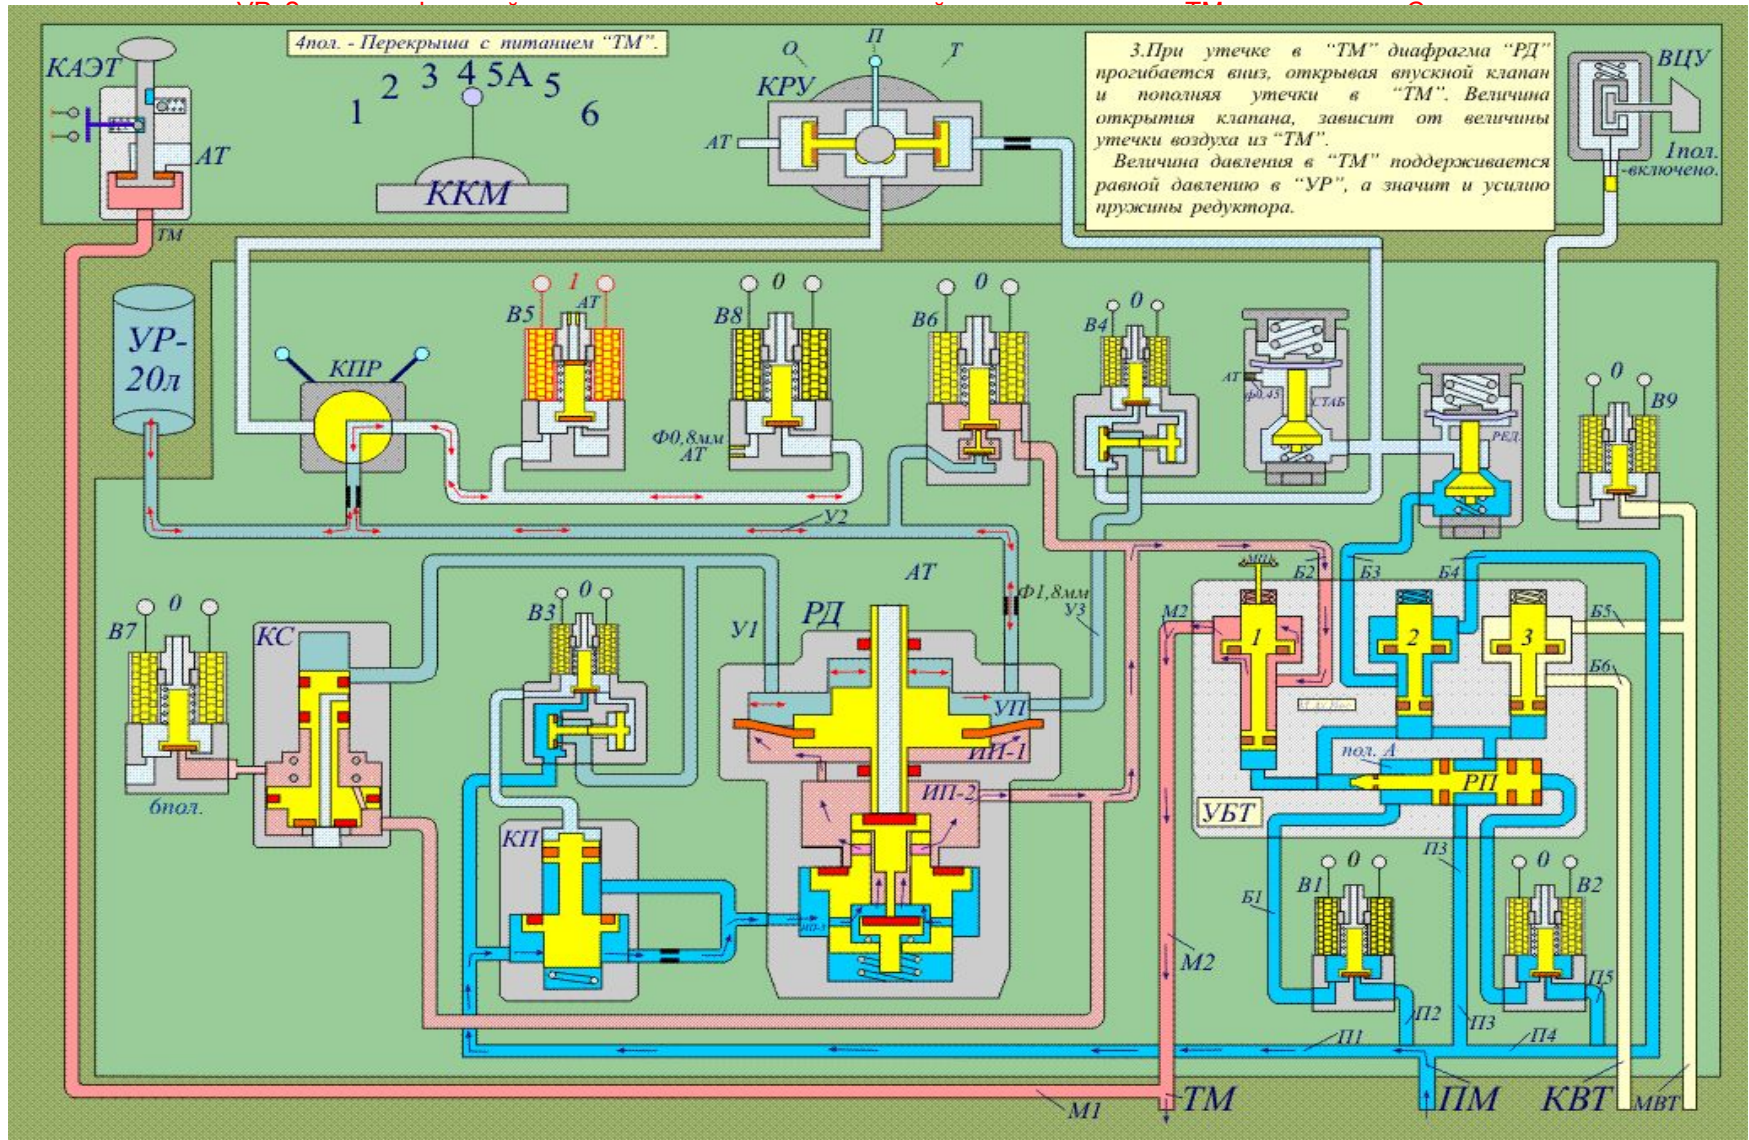 4пол. - Перекрыша с питанием “ТМ”.
КАЭТ
1 2 3 4 5А 5 6
ККМ
АТ
ТМ
О
П
Т
КРУ
АТ
3.При утечке в “ТМ” диафрагма “РД”
прогибается вниз, открывая впускной клапан
и пополняя утечки в “ТМ”. Величина
открытия клапана, зависит от величины
утечки воздуха из “ТМ”.
Величина давления в “ТМ” поддерживается
равной давлению в “УР”, а значит и усилию
пружины редуктора.
ВЦУ
1пол.
-включено.
УР-
20л
КПР
1
АТ
В5
0
В8
Ф0,8мм
АТ
0
В6
0
В4
АТ
ф0,45
СТАБ
РЕД.
0
В9
У2
0
В7
6пол.
КС
0
В3
У1
АТ
РД
Ф1,8мм
У3
УП
ИП-1
ИП-2
ИП-3
КП
М2
Б2
Б3
Б4
Б5
Б6
1
2
3
пол. А
РП
УБТ
П3
0
В1
0
В2
Б1
М2
П2
П3
П5
П1
П4
М1
ТМ
ПМ
КВТ
МВТ